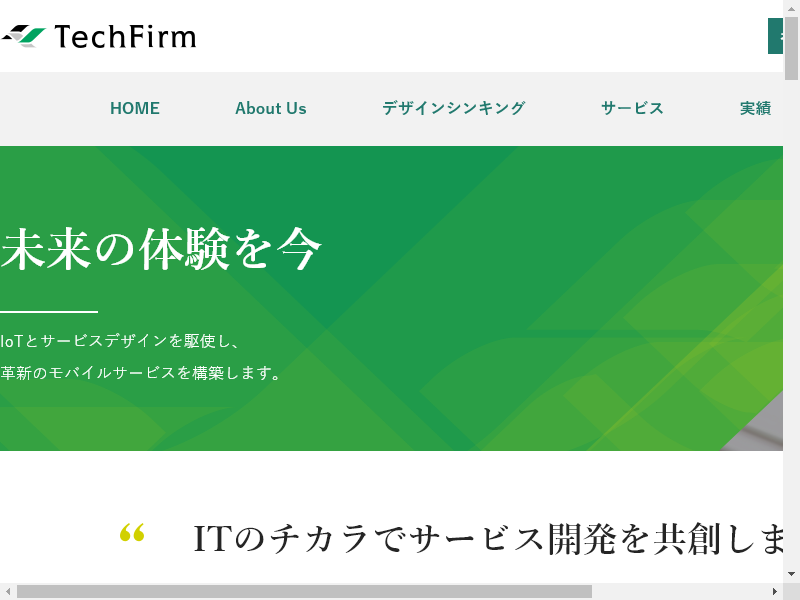 TechFirm
HOME
About Us
デザインシンキング
サービス
実績
未来の体験を今
IoTとサービスデザインを駆使し、
革新のモバイルサービスを構築します。
“
ITのチカラでサービス開発を共創しま